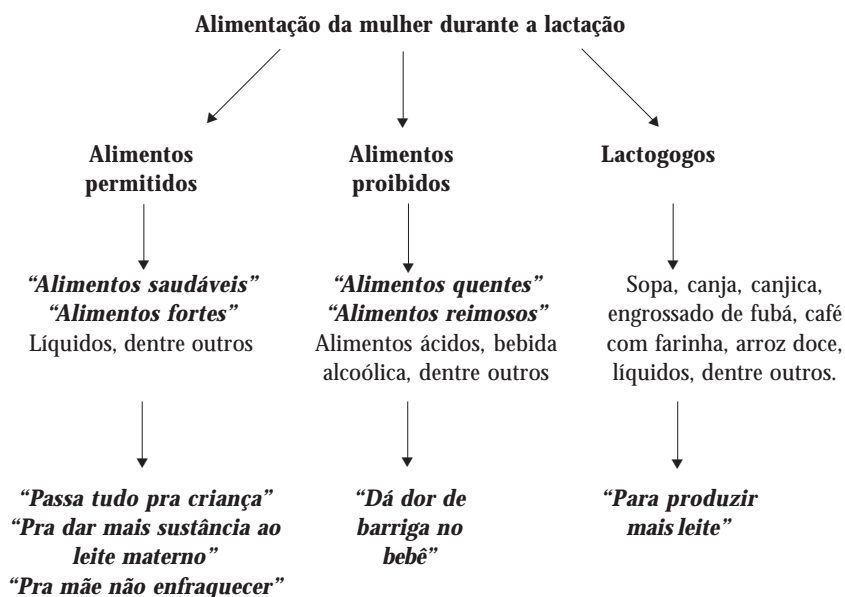 Alimentação da mulher durante a lactação
Alimentos
permitidos
Alimentos
proibidos
Lactogogos
“Alimentos saudáveis”
“Alimentos fortes”
Líquidos, dentre outros
“Alimentos quentes”
“Alimentos reimosos”
Alimentos ácidos, bebida
alcoólica, dentre outros
Sopa, canja, canjica,
engrossado de fubá, café
com farinha, arroz doce,
líquidos, dentre outros.
“Passa tudo pra criança”
“Pra dar mais sustância ao
leite materno”
“Pra mãe não enfraquecer”
“Dá dor de
barriga no
bebê”
“Para produzir
mais leite”